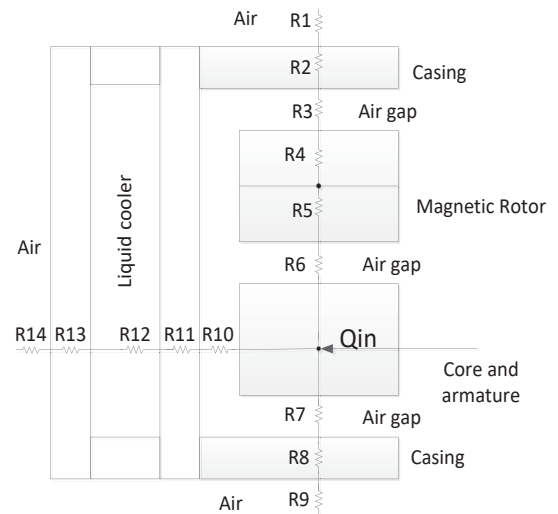 Air
R1
R2
Casing
R3
Air gap
R4
R5
Magnetic Rotor
Air
Liquid cooler
R6
Air gap
R14
R13
R12
R11
R10
Qin
Core and
armature
R7
Air gap
R8
Casing
Air
R9